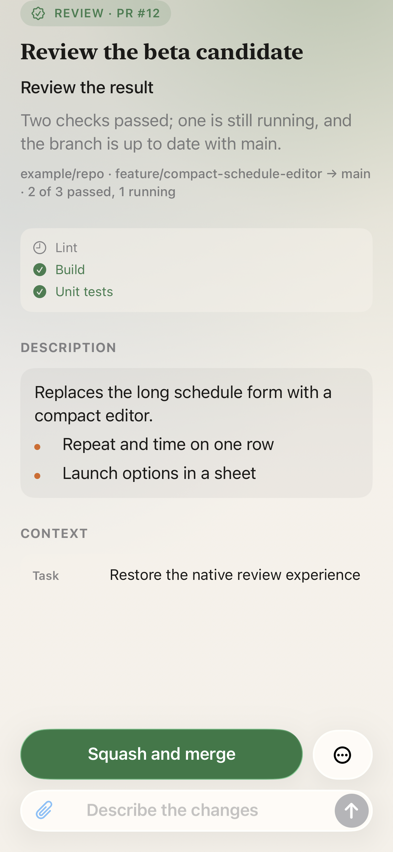 REVIEW · PR #12
Review the beta candidate
Review the result
Two checks passed; one is still running, and
the branch is up to date with main.
example/repo · feature/compact-schedule-editor → main
· 2 of 3 passed, 1 running
Lint
Build
Unit tests
DESCRIPTION
Replaces the long schedule form with a
compact editor.
• Repeat and time on one row
• Launch options in a sheet
CONTEXT
Task Restore the native review experience
Squash and merge
Describe the changes